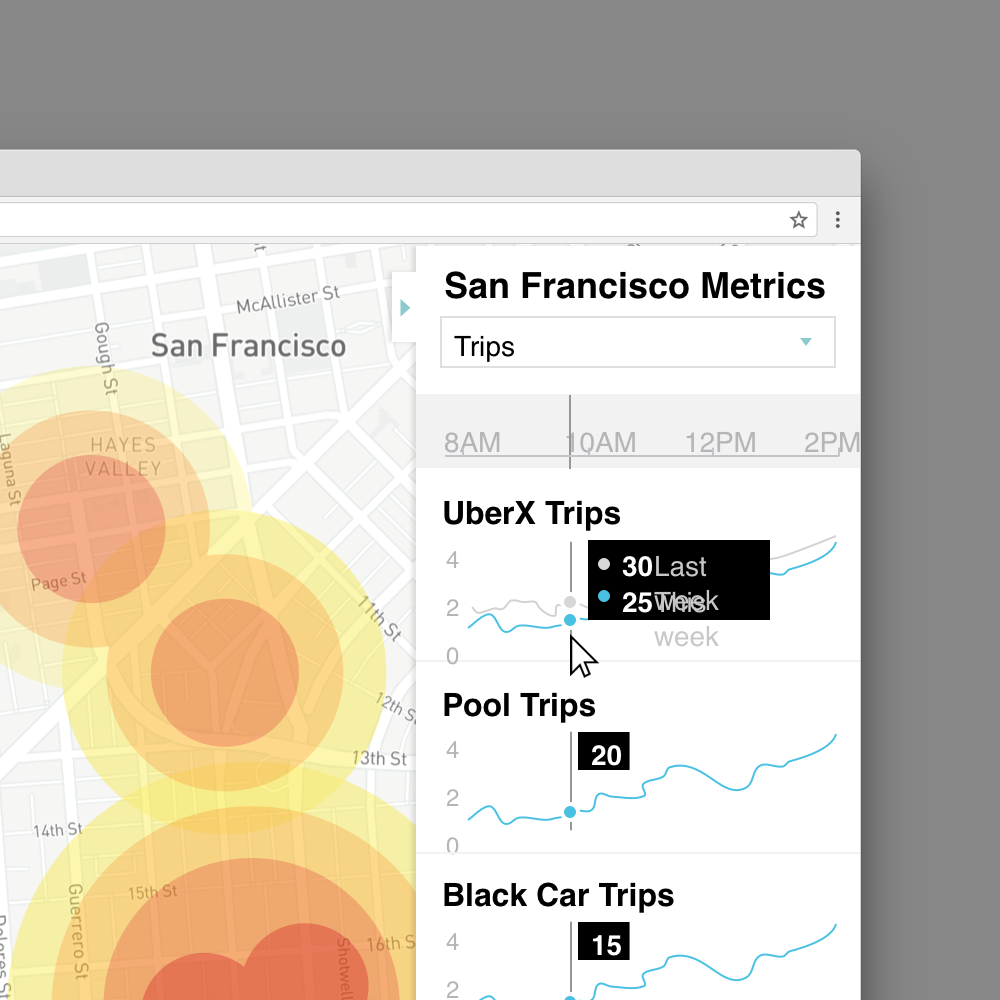 San Francisco Metrics
Trips
8AM 10AM 12PM 2PM
UberX Trips
4
2
0
30 Last week
25 This week
Pool Trips
4
2
0
20
Black Car Trips
4
2
15
McAllister St
San Francisco
Gough St
HAYES
VALLEY
Laguna St
Page St
11th St
12th St
13th St
14th St
15th St
Guerrero St
Dolores St
16th S
Shotwell